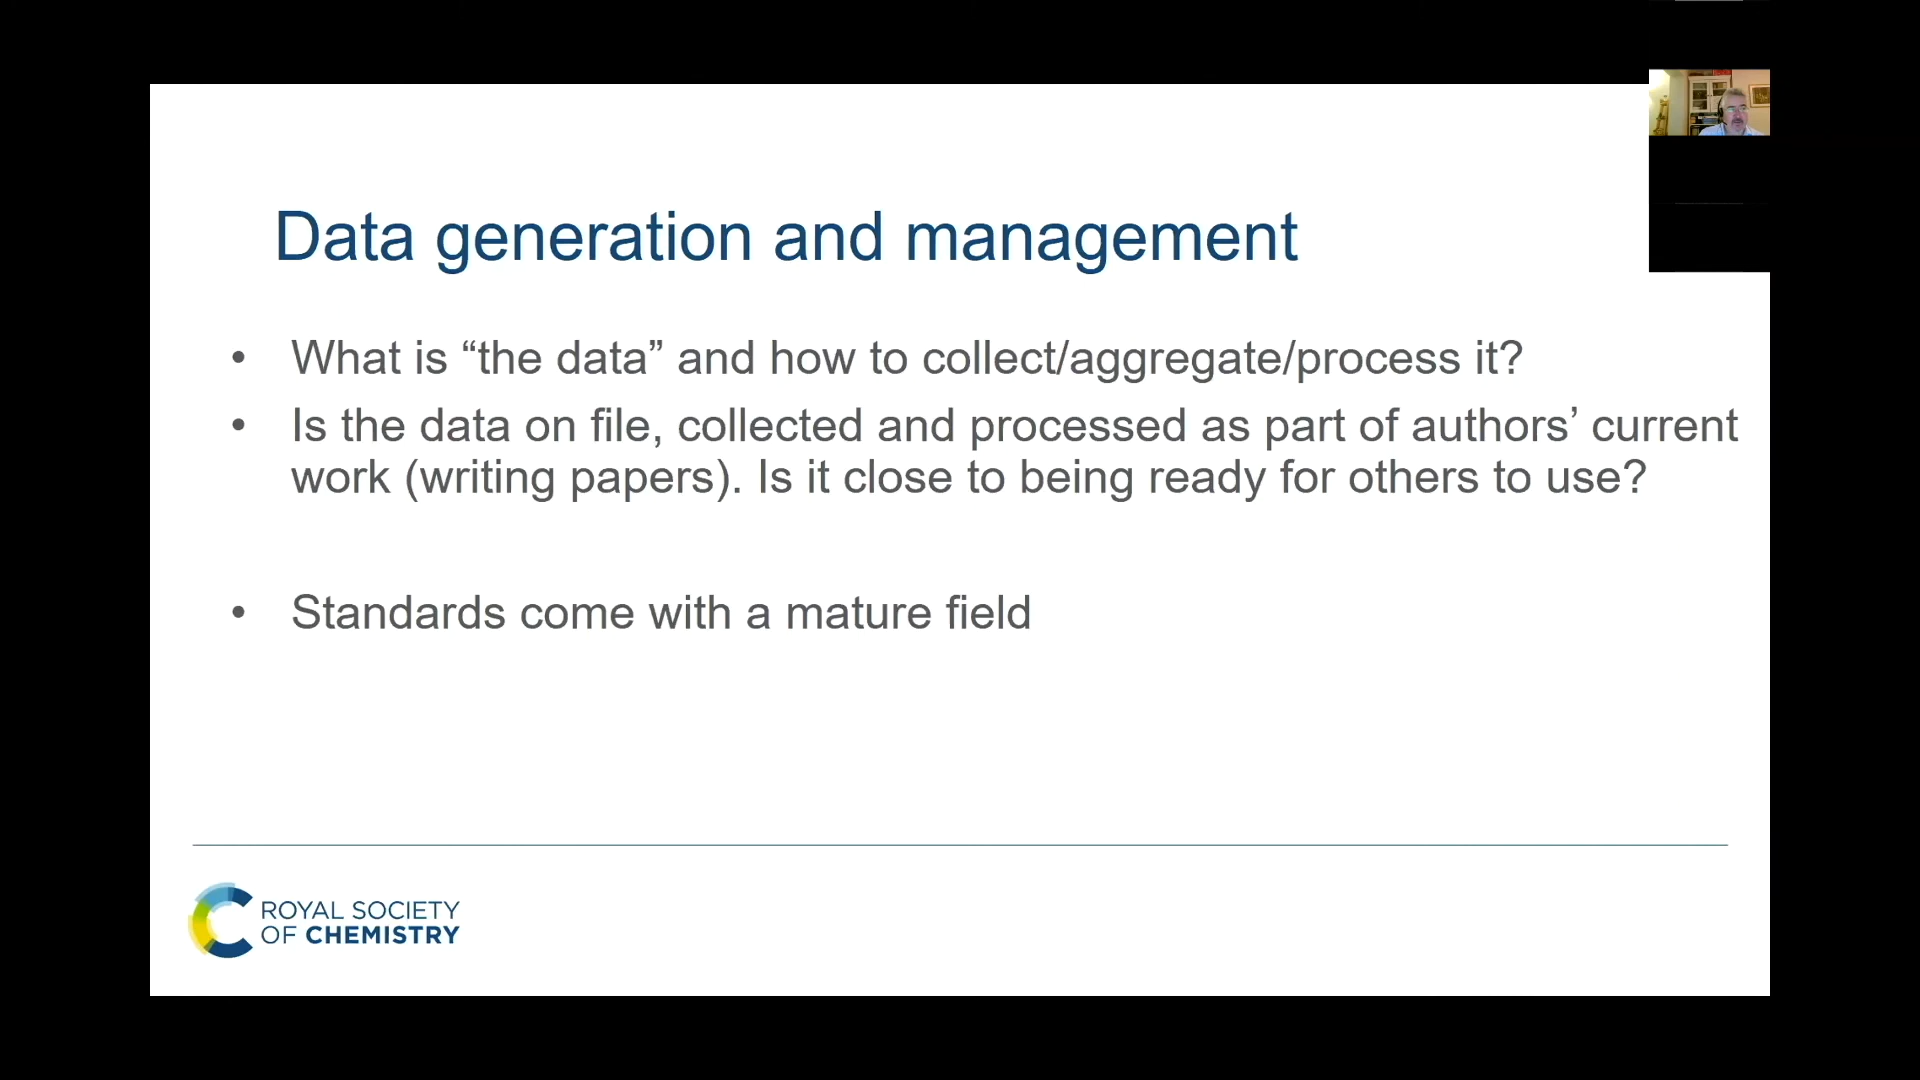 Data generation and management
• What is “the data” and how to collect/aggregate/process it?
• Is the data on file, collected and processed as part of authors’ current
work (writing papers). Is it close to being ready for others to use?
• Standards come with a mature field
ROYAL SOCIETY
OF CHEMISTRY